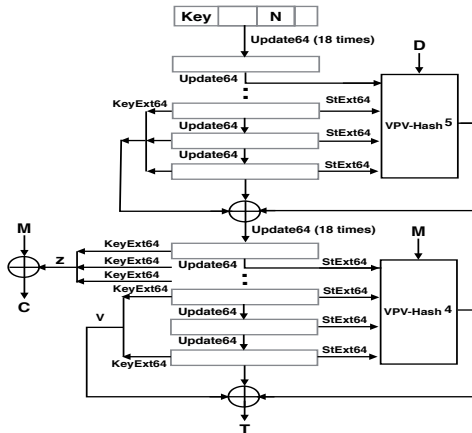 Key N
Update64 (18 times)
D
Update64
KeyExt64 StExt64
Update64
VPV-Hash 5
StExt64
Update64
StExt64
M
Update64 (18 times)
M
KeyExt64
z KeyExt64
Update64 StExt64
KeyExt64
C
KeyExt64
V
StExt64
Update64
VPV-Hash 4
Update64
KeyExt64 StExt64
T